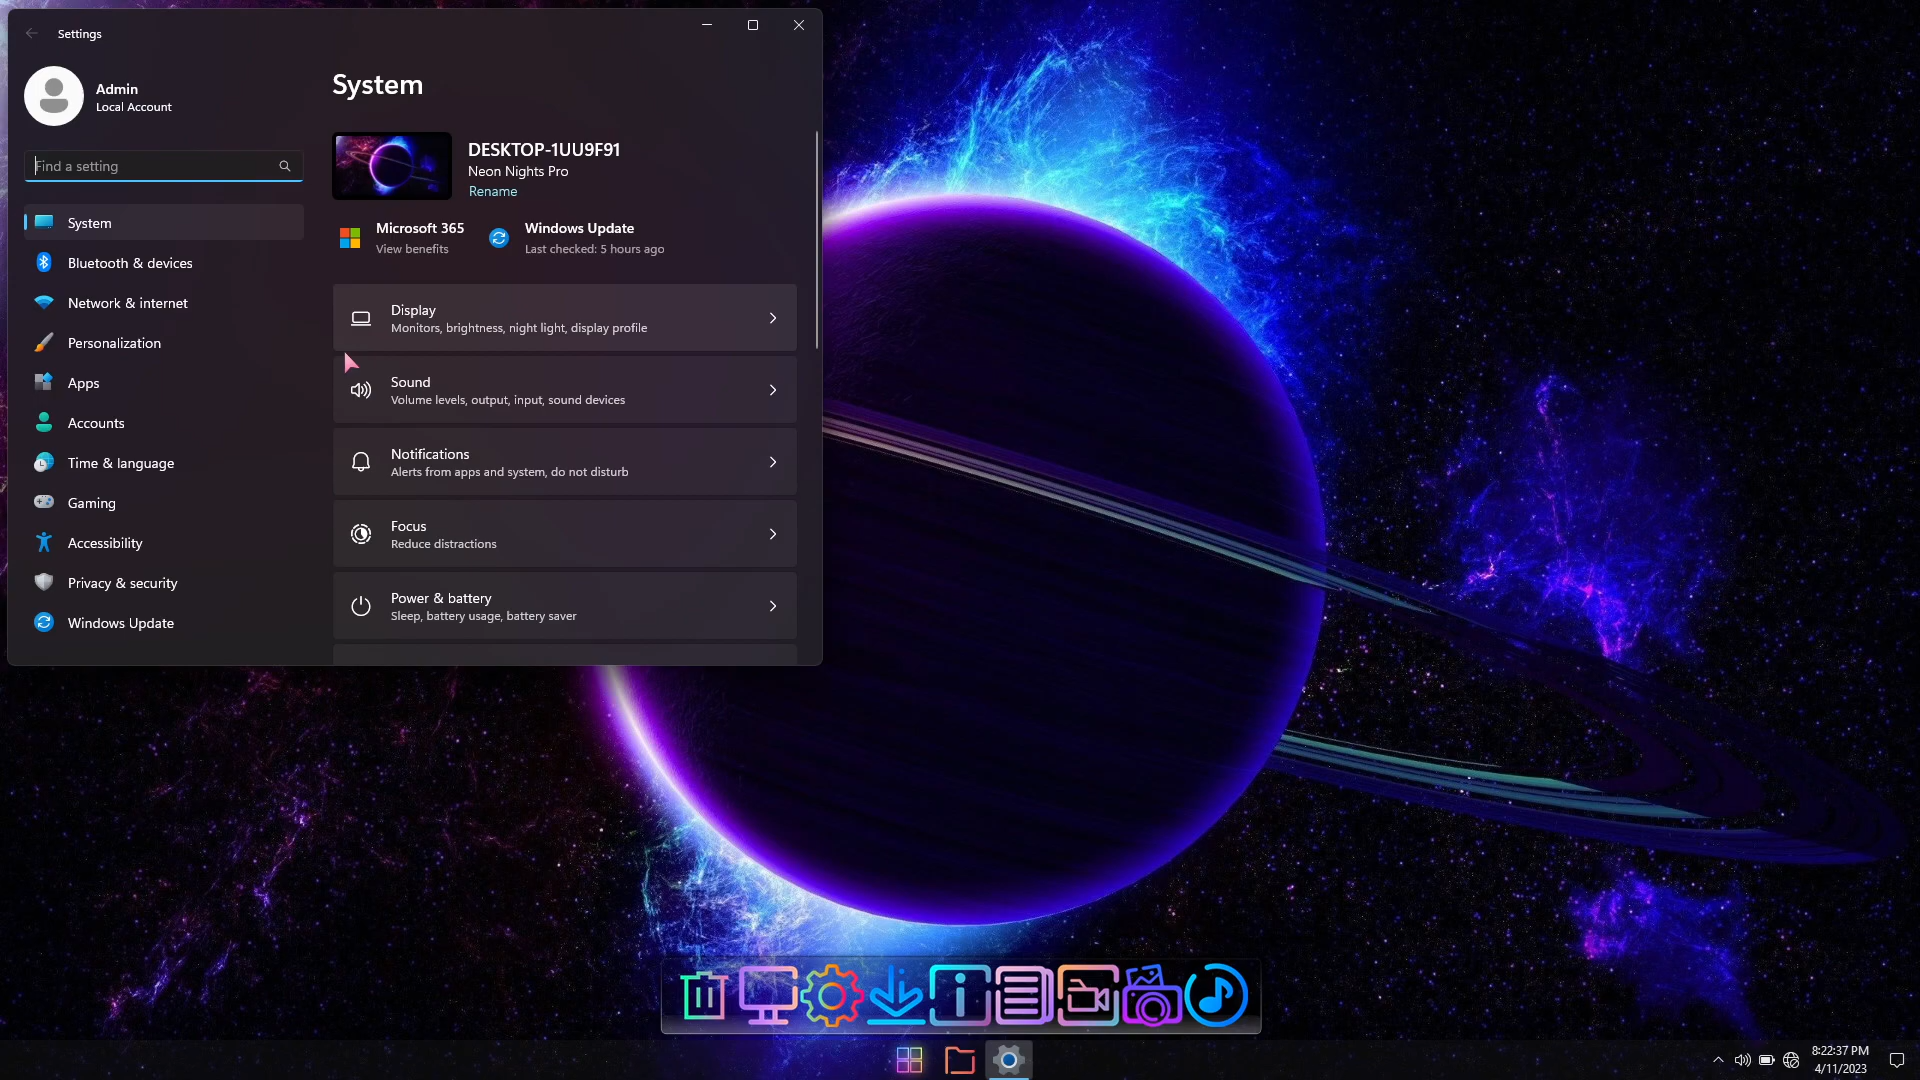 Settings
Admin
Local Account
Find a setting
System
Bluetooth & devices
Network & internet
Personalization
Apps
Accounts
Time & language
Gaming
Accessibility
Privacy & security
Windows Update
System
DESKTOP-1UU9F91
Neon Nights Pro
Rename
Microsoft 365
View benefits
Windows Update
Last checked: 5 hours ago
Display
Monitors, brightness, night light, display profile
Sound
Volume levels, output, input, sound devices
Notifications
Alerts from apps and system, do not disturb
Focus
Reduce distractions
Power & battery
Sleep, battery usage, battery saver
8:22:37 PM
4/11/2023